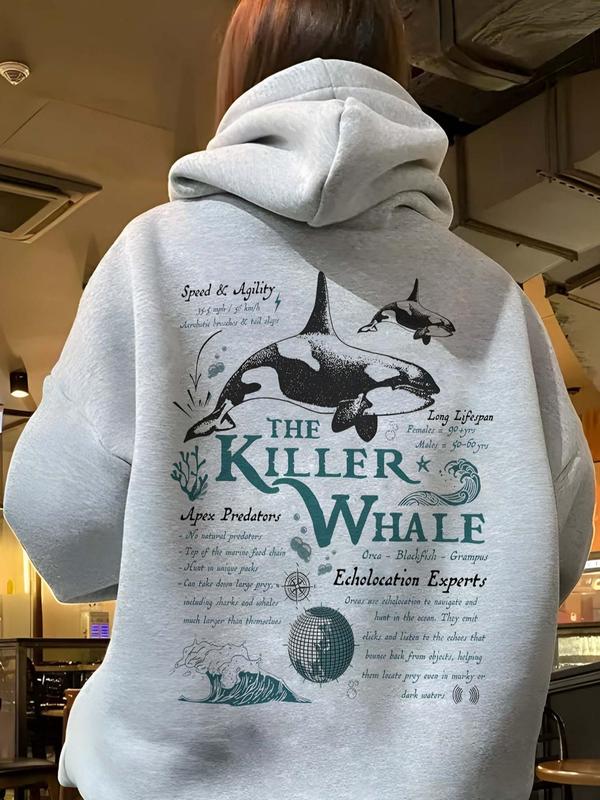 Speed & Agility
35-5 mph / 56 km/h
Acrobatic breaches & tail slaps
Long Lifespan
Females = 90+yrs
Males = 50-60yrs
THE
KILLER
WHALE
Orca - Blackfish - Grampus
Apex Predators
- No natural predators
- Top of the marine food chain
- Hunt in unique packs
- Can take down large prey,
including sharks and whales
much larger than themselves
Echolocation Experts
Orcas use echolocation to navigate and
hunt in the ocean. They emit
clicks and listen to the echoes that
bounce back from objects, helping
them locate prey even in murky or
dark waters